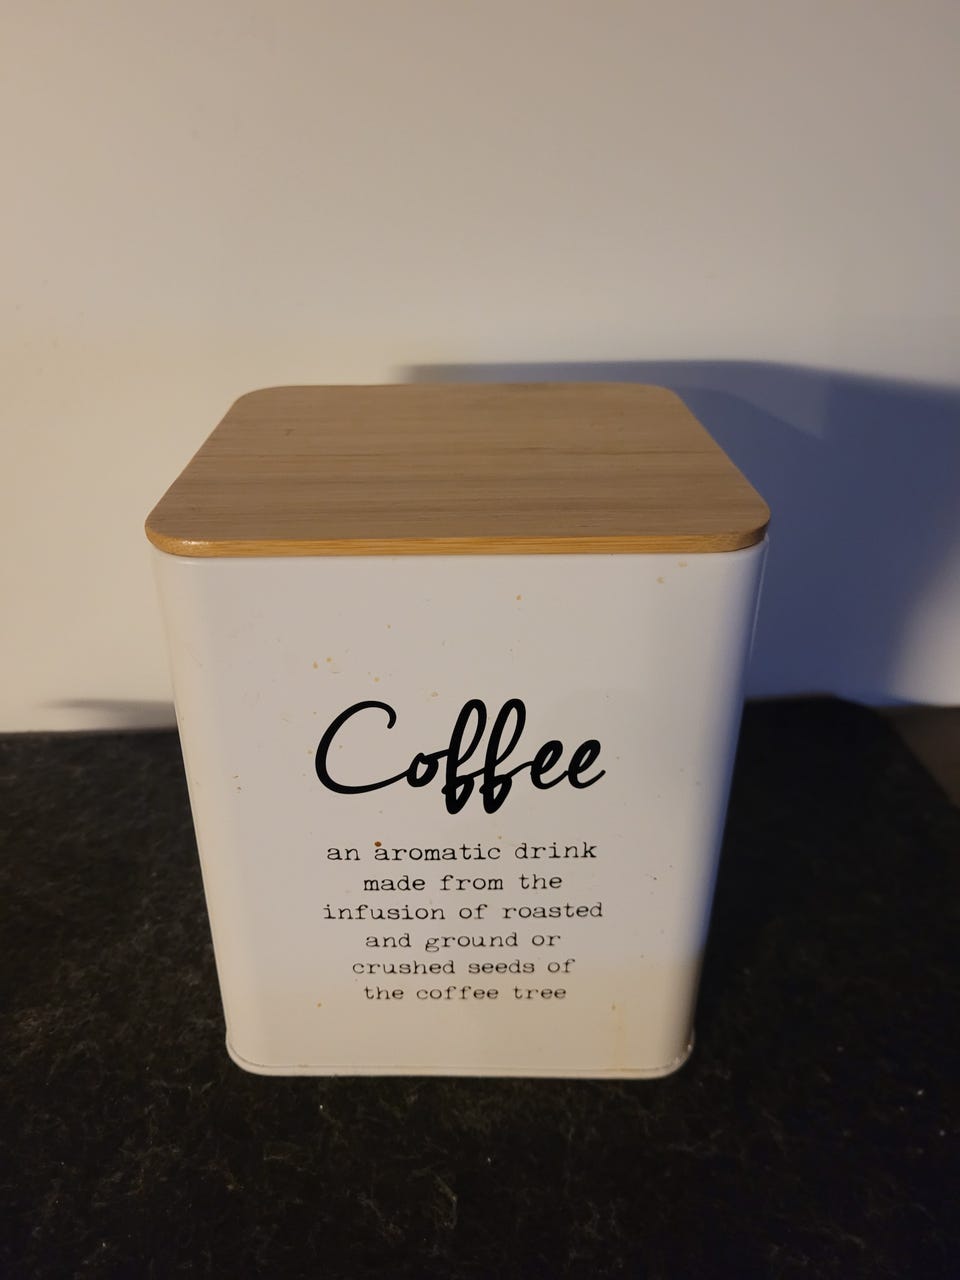 Coffee
an aromatic drink
made from the
infusion of roasted
and ground or
crushed seeds of
the coffee tree